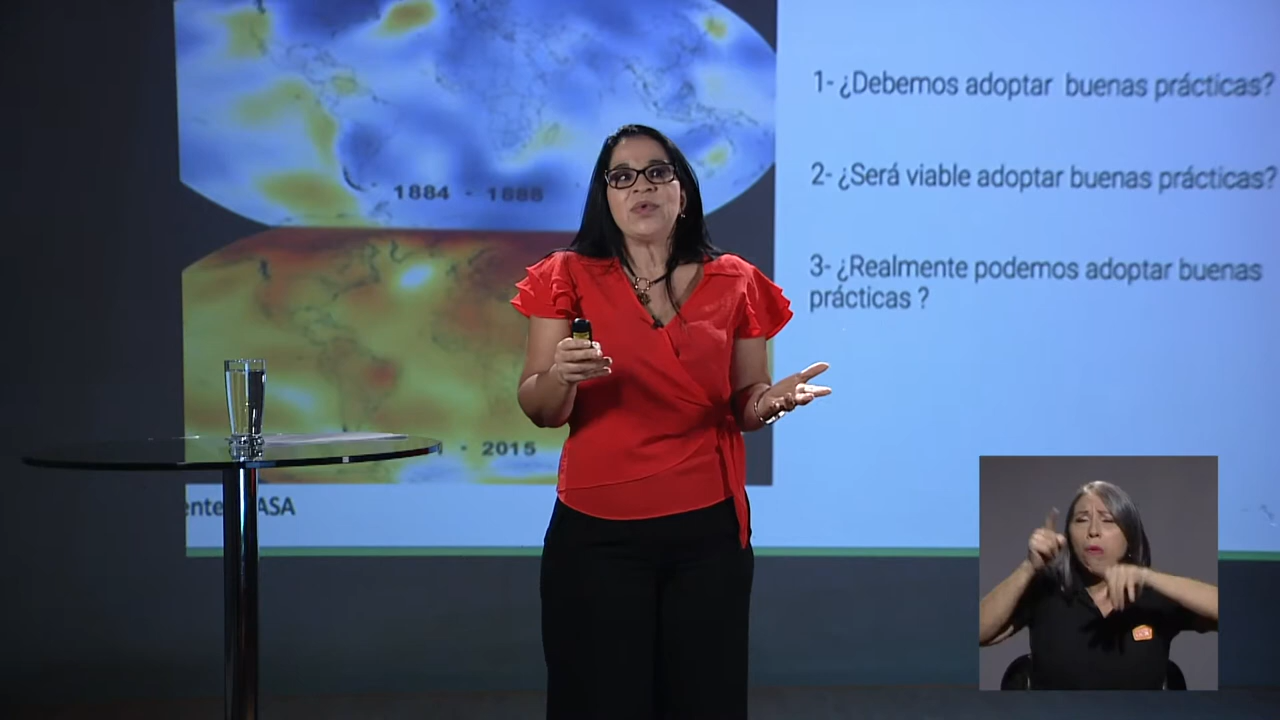 1884 - 1888
1- ¿Debemos adoptar buenas prácticas?
2- ¿Será viable adoptar buenas prácticas?
3- ¿Realmente podemos adoptar buenas
prácticas ?
- 2015
ente ASA